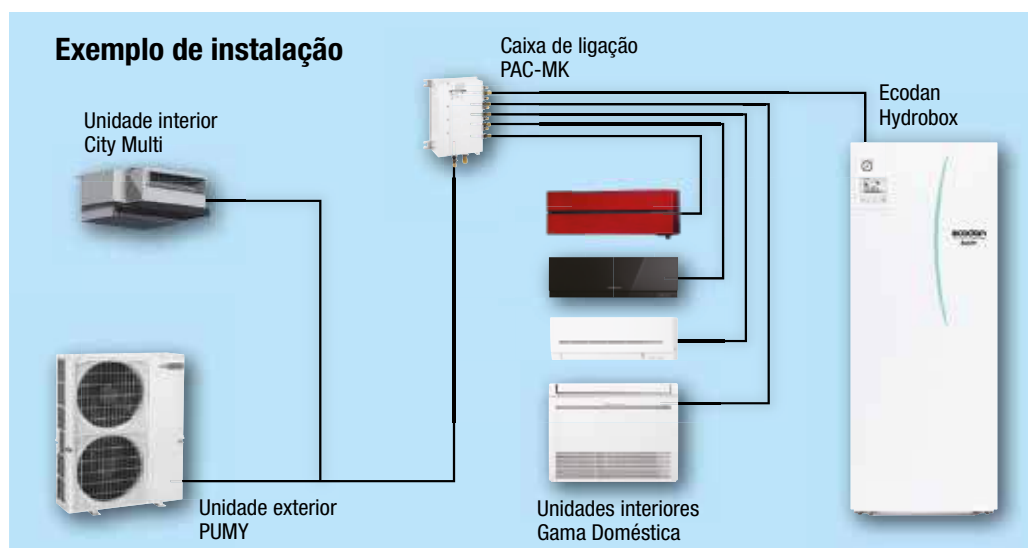 Exemplo de instalação
Caixa de ligação
PAC-MK
Ecodan
Hydrobox
Unidade interior
City Multi
ecodan
Unidade exterior
PUMY
Unidades interiores
Gama Doméstica